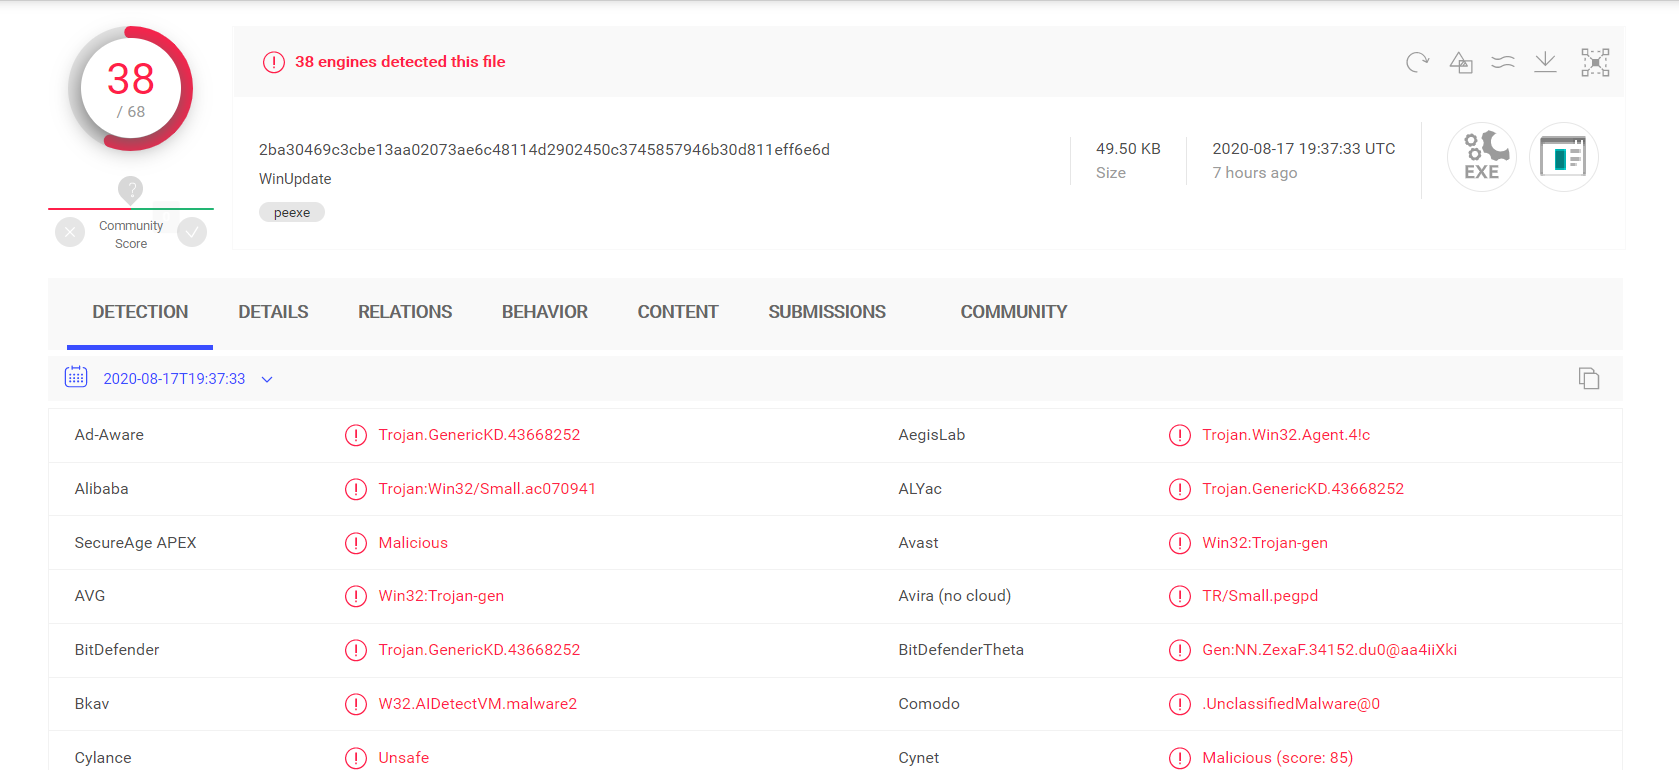 38
/ 68
Community
Score
38 engines detected this file
2ba30469c3cbe13aa02073ae6c48114d2902450c3745857946b30d811eff6e6d
WinUpdate
peexe
49.50 KB
Size
2020-08-17 19:37:33 UTC
7 hours ago
EXE
DETECTION DETAILS RELATIONS BEHAVIOR CONTENT SUBMISSIONS COMMUNITY
2020-08-17T19:37:33
Ad-Aware Trojan.GenericKD.43668252 AegisLab Trojan.Win32.Agent.4!c
Alibaba Trojan:Win32/Small.ac070941 ALYac Trojan.GenericKD.43668252
SecureAge APEX Malicious Avast Win32:Trojan-gen
AVG Win32:Trojan-gen Avira (no cloud) TR/Small.pegpd
BitDefender Trojan.GenericKD.43668252 BitDefenderTheta Gen:NN.ZexaF.34152.du0@aa4iiXki
Bkav W32.AIDetectVM.malware2 Comodo .UnclassifiedMalware@0
Cylance Unsafe Cynet Malicious (score: 85)